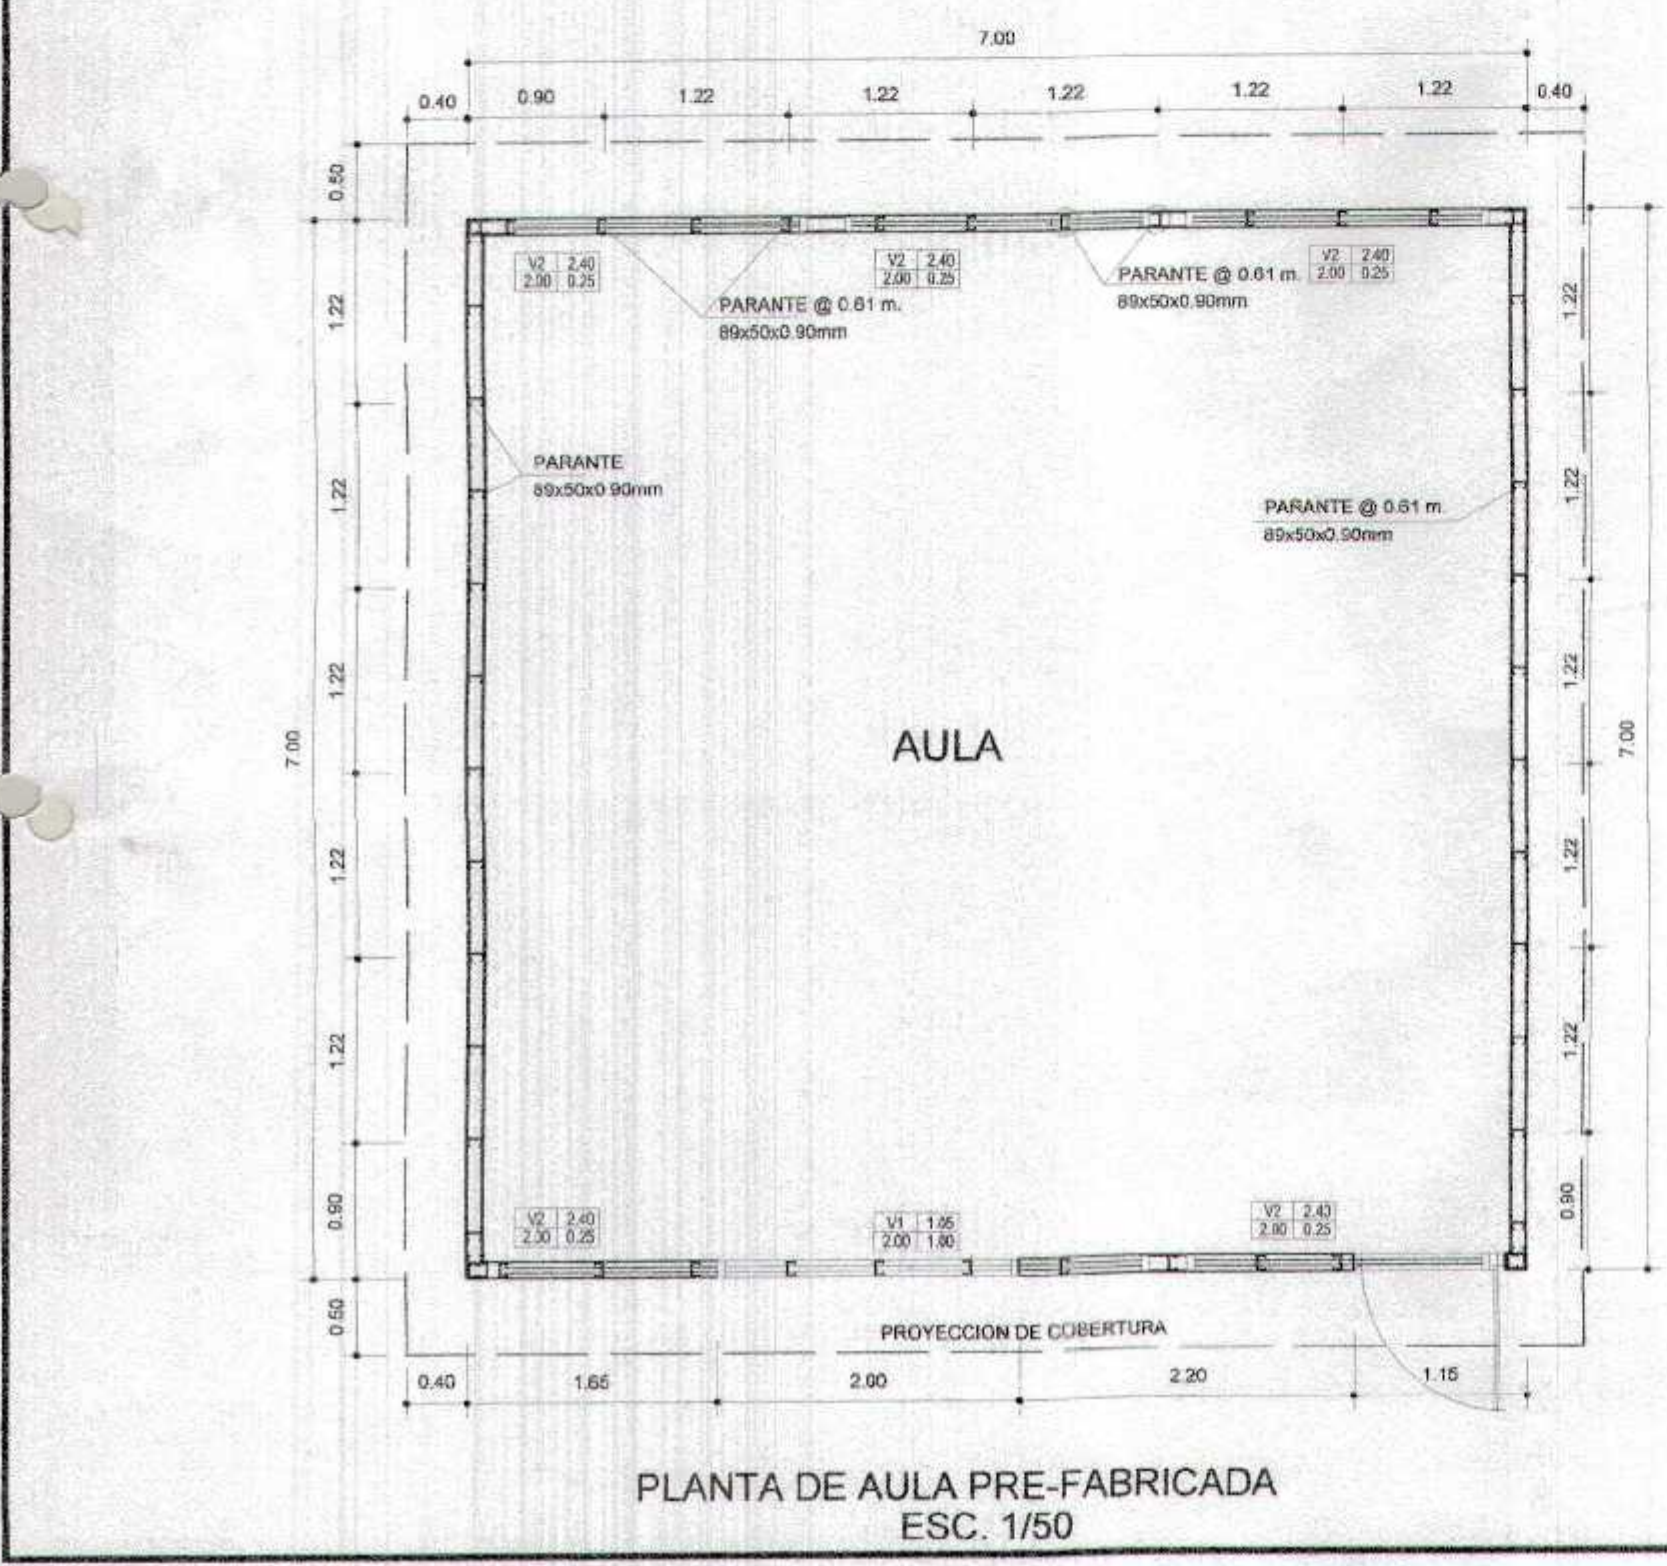 7.00
0.40 0.90 1.22 1.22 1.22 1.22 1.22 0.40
0.50
V2 2.40
2.00 0.25
V2 2.40
2.00 0.25
V2 2.40
2.00 0.25
PARANTE @ 0.61 m.
89x50x0.90mm
PARANTE @ 0.61 m.
89x50x0.90mm
1.22
1.22
PARANTE
89x50x0.90mm
PARANTE @ 0.61 m.
89x50x0.90mm
1.22
1.22
1.22
1.22
7.00
AULA
7.00
1.22
1.22
1.22
1.22
0.90
0.90
V2 2.40
2.00 0.25
V1 1.05
2.00 1.00
V2 2.40
2.00 0.25
0.50
PROYECCION DE COBERTURA
0.40 1.65 2.00 2.20 1.15
PLANTA DE AULA PRE-FABRICADA
ESC. 1/50